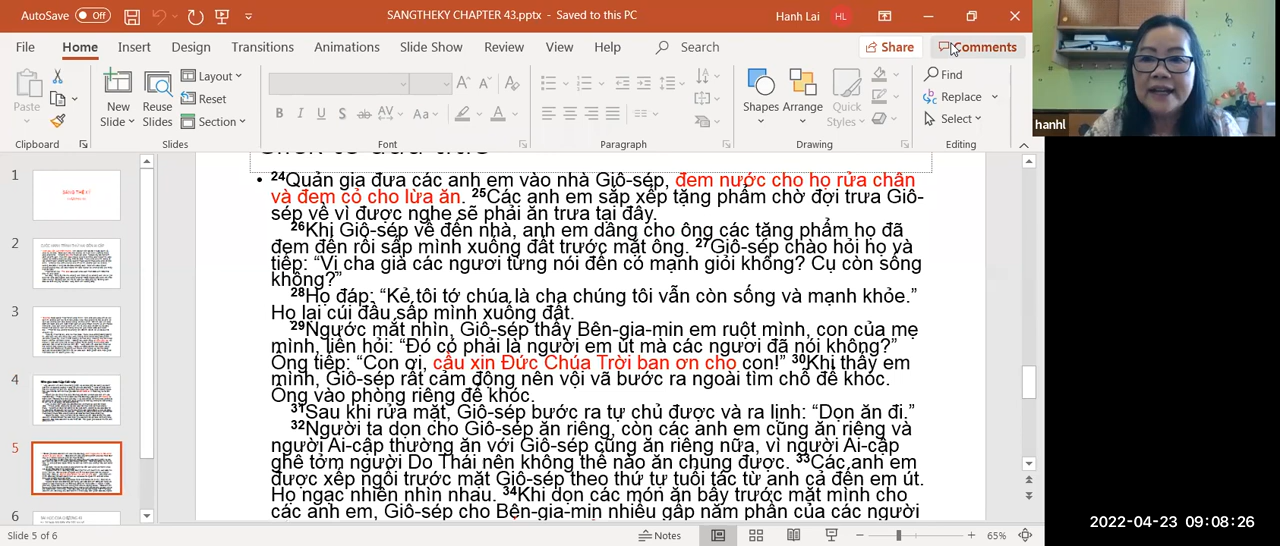 AutoSave Off SANGTHEKY CHAPTER 43.pptx - Saved to this PC Hanh Lai HL
File Home Insert Design Transitions Animations Slide Show Review View Help Search Share Comments
Paste New Slide Reuse Slides Layout Reset Section Shapes Arrange Quick Styles Find Replace Select
Clipboard Slides Font Paragraph Drawing Editing
hanhl
24Quản gia đưa các anh em vào nhà Giô-sép, đem nước cho họ rửa chân
và đem cỏ cho lừa ăn. 25Các anh em sắp xếp tặng phẩm chờ đợi trưa Giô-
sép về vì được nghe sẽ phải ăn trưa tại đây.
26Khi Giô-sép về đến nhà, anh em dâng cho ông các tặng phẩm họ đã
đem đến rồi sấp mình xuống đất trước mặt ông. 27Giô-sép chào hỏi họ và
tiếp: “Vị cha già các ngươi từng nói đến có mạnh giỏi không? Cụ còn sống
không?”
28Họ đáp: “Kẻ tôi tớ chúa là cha chúng tôi vẫn còn sống và mạnh khỏe.”
Họ lại cúi đầu sấp mình xuống đất.
29Ngước mắt nhìn, Giô-sép thấy Bên-gia-min em ruột mình, con của mẹ
mình, liền hỏi: “Đó có phải là người em út mà các ngươi đã nói không?”
Ông tiếp: “Con ơi, cầu xin Đức Chúa Trời ban ơn cho con!” 30Khi thấy em
mình, Giô-sép rất cảm động nên vội vã bước ra ngoài tìm chỗ để khóc.
Ông vào phòng riêng để khóc.
31Sau khi rửa mặt, Giô-sép bước ra tự chủ được và ra lịnh: “Dọn ăn đi.”
32Người ta dọn cho Giô-sép ăn riêng, còn các anh em cũng ăn riêng và
người Ai-cập thường ăn với Giô-sép cũng ăn riêng nữa, vì người Ai-cập
ghê tởm người Do Thái nên không thể nào ăn chung được. 33Các anh em
được xếp ngồi trước mặt Giô-sép theo thứ tự tuổi tác từ anh cả đến em út.
Họ ngạc nhiên nhìn nhau. 34Khi dọn các món ăn bầy trước mặt mình cho
các anh em, Giô-sép cho Bên-gia-min nhiều gấp năm phần của các người
1
2
3
4
5
6
Slide 5 of 6 Notes 65%
2022-04-23 09:08:26